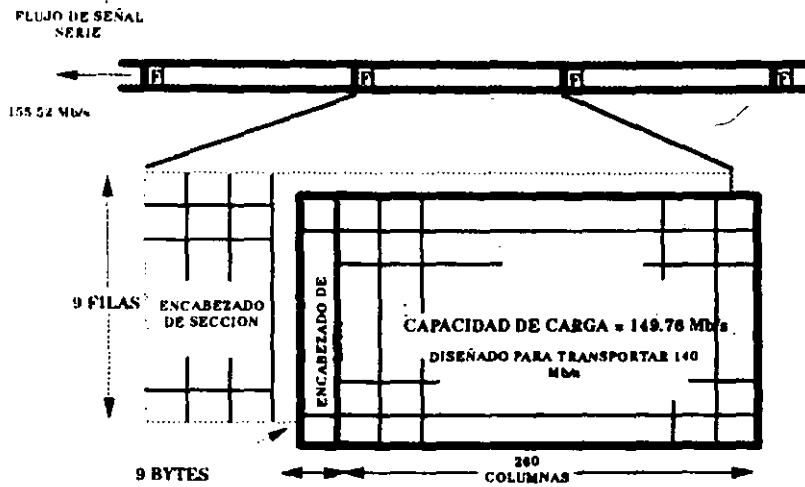 FLUJO DE SEÑAL
SERIE
F F F F
155.52 Mb/s
9 FILAS
ENCABEZADO
DE SECCION
ENCABEZADO DE
CAPACIDAD DE CARGA = 149.76 Mb/s
DISEÑADO PARA TRANSPORTAR 140
Mb/s
9 BYTES
260
COLUMNAS